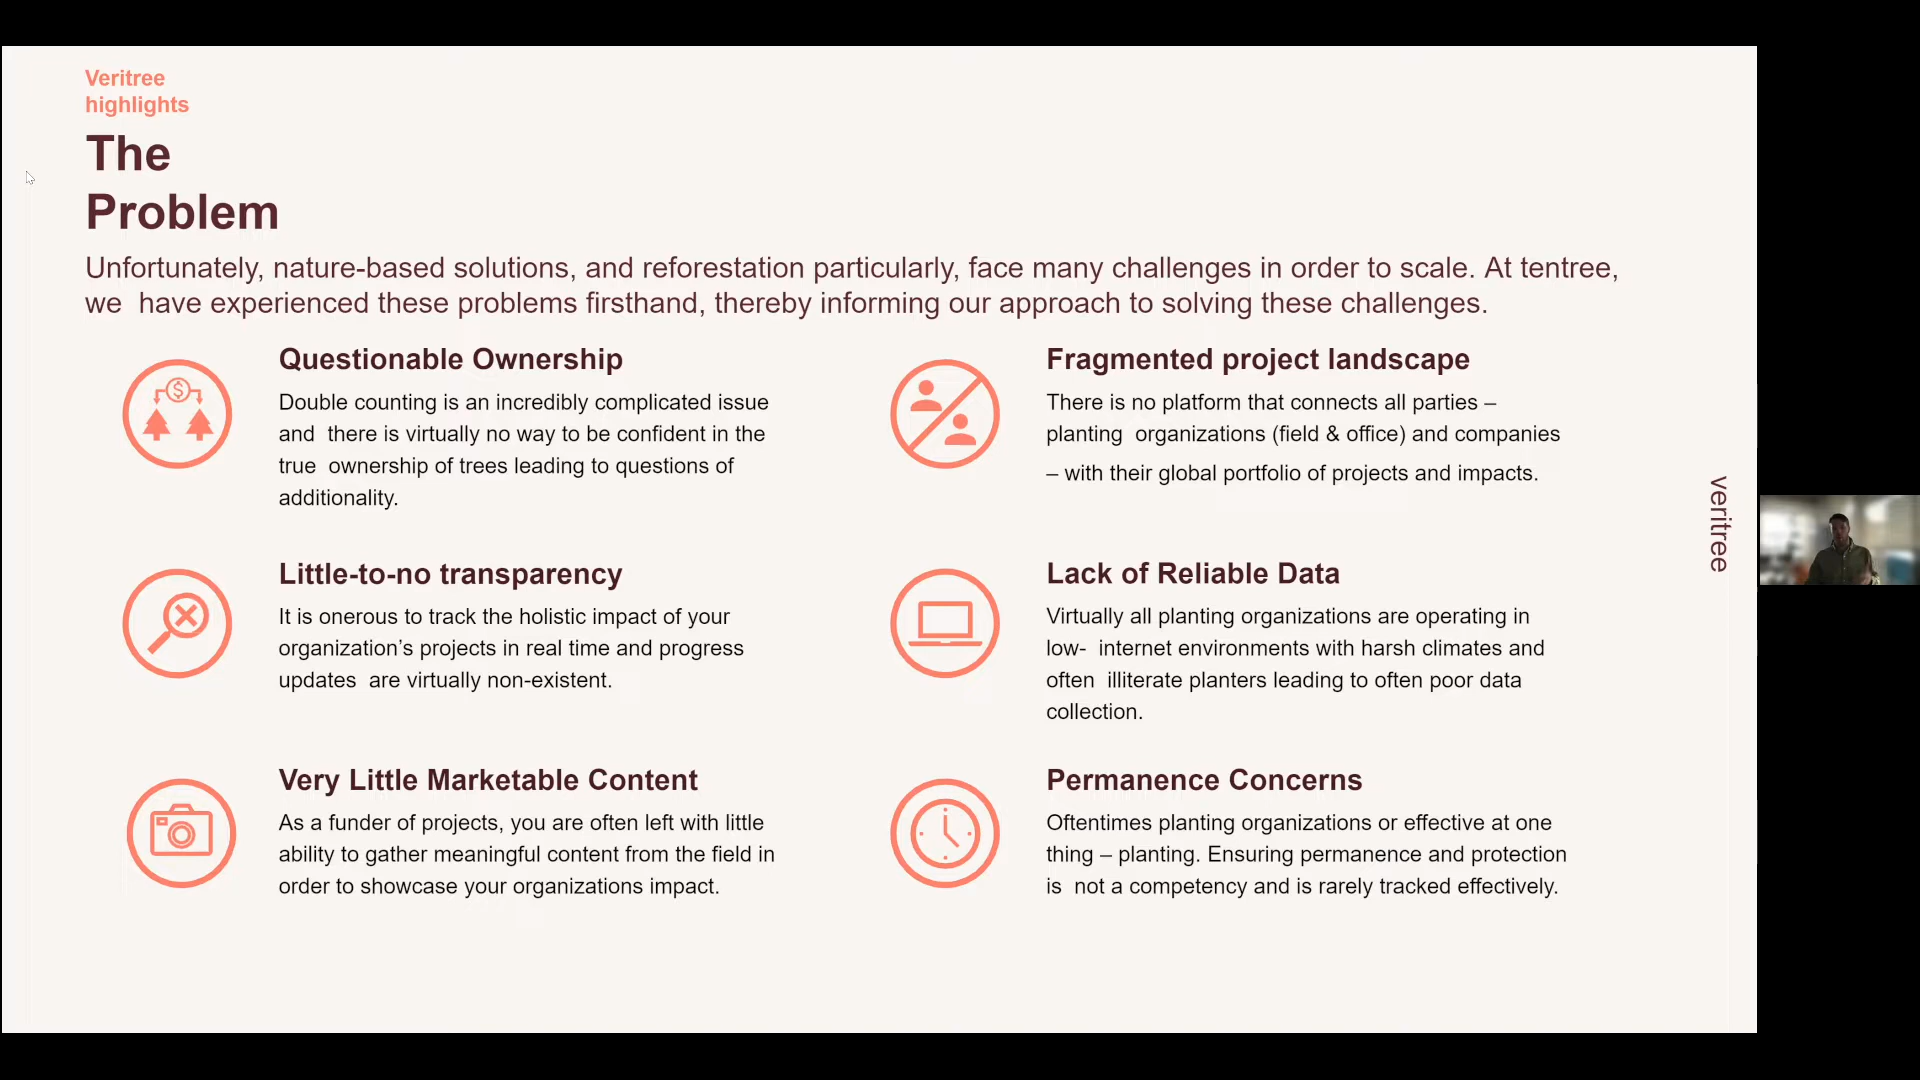 Veritree
highlights
The
Problem
Unfortunately, nature-based solutions, and reforestation particularly, face many challenges in order to scale. At tentree,
we  have experienced these problems firsthand, thereby informing our approach to solving these challenges.
$
Questionable Ownership
Double counting is an incredibly complicated issue
and  there is virtually no way to be confident in the
true  ownership of trees leading to questions of
additionality.
Little-to-no transparency
It is onerous to track the holistic impact of your
organization’s projects in real time and progress
updates  are virtually non-existent.
Very Little Marketable Content
As a funder of projects, you are often left with little
ability to gather meaningful content from the field in
order to showcase your organizations impact.
Fragmented project landscape
There is no platform that connects all parties –
planting  organizations (field & office) and companies
– with their global portfolio of projects and impacts.
Lack of Reliable Data
Virtually all planting organizations are operating in
low-  internet environments with harsh climates and
often  illiterate planters leading to often poor data
collection.
Permanence Concerns
Oftentimes planting organizations or effective at one
thing – planting. Ensuring permanence and protection
is  not a competency and is rarely tracked effectively.
veritree